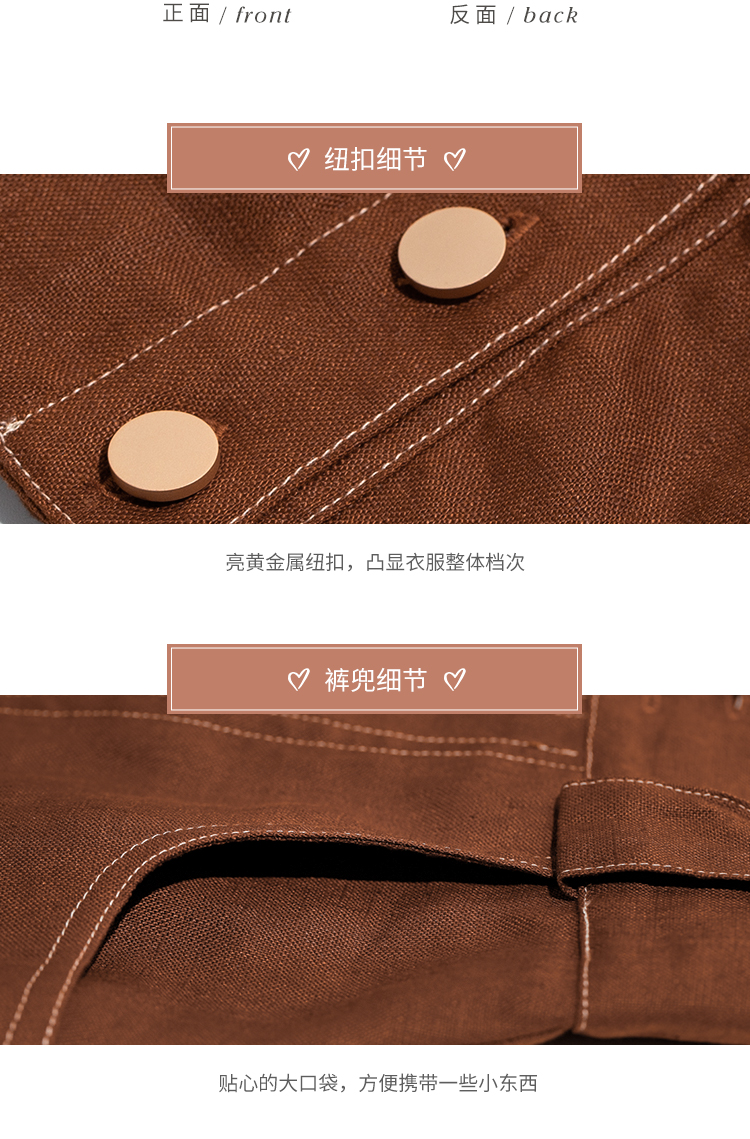 正面 / front
反面 / back
纽扣细节
亮黄金属纽扣，凸显衣服整体档次
裤兜细节
贴心的大口袋，方便携带一些小东西